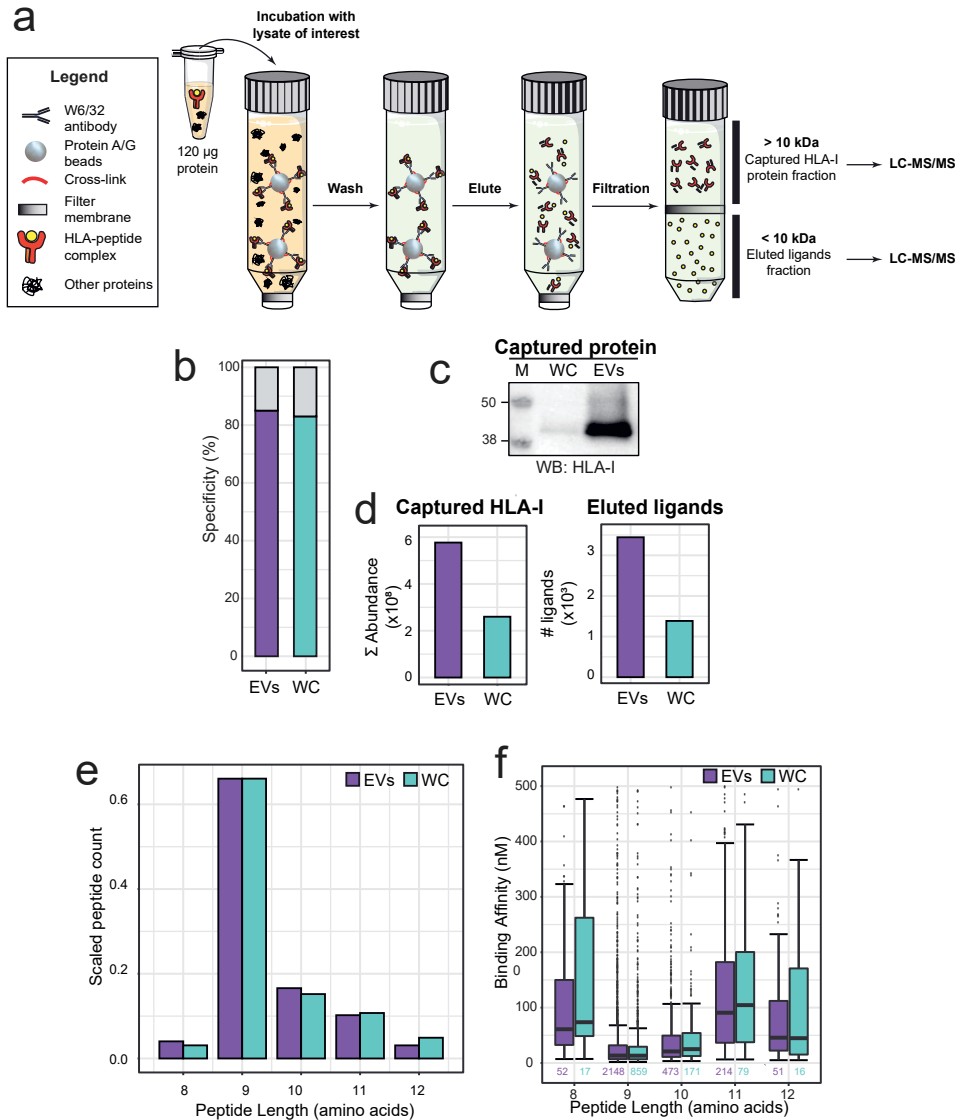 a
Incubation with
lysate of interest
Legend
W6/32
antibody
Protein A/G
beads
Cross-link
Filter
membrane
HLA-peptide
complex
Other proteins
120 µg
protein
Wash
Elute
Filtration
> 10 kDa
Captured HLA-I
protein fraction
LC-MS/MS
< 10 kDa
Eluted ligands
fraction
LC-MS/MS
b
Specificity (%)
100
80
60
40
20
0
EVs WC
c
Captured protein
M WC EVs
50
38
WB: HLA-I
d
Captured HLA-I
Σ Abundance
(x10⁸)
6
4
2
0
EVs WC
Eluted ligands
# ligands
(x10³)
3
2
1
0
EVs WC
e
EVs WC
Scaled peptide count
0.6
0.4
0.2
0.0
8 9 10 11 12
Peptide Length (amino acids)
f
EVs WC
Binding Affinity (nM)
500
400
300
200
0
100
0
52 17 2148 859 473 171 214 79 51 16
8 9 10 11 12
Peptide Length (amino acids)